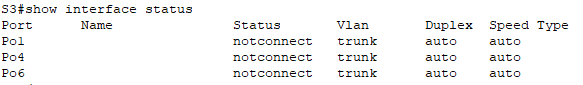 S3#show interface status
Port Name Status Vlan Duplex Speed Type
Po1 notconnect trunk auto auto
Po4 notconnect trunk auto auto
Po6 notconnect trunk auto auto